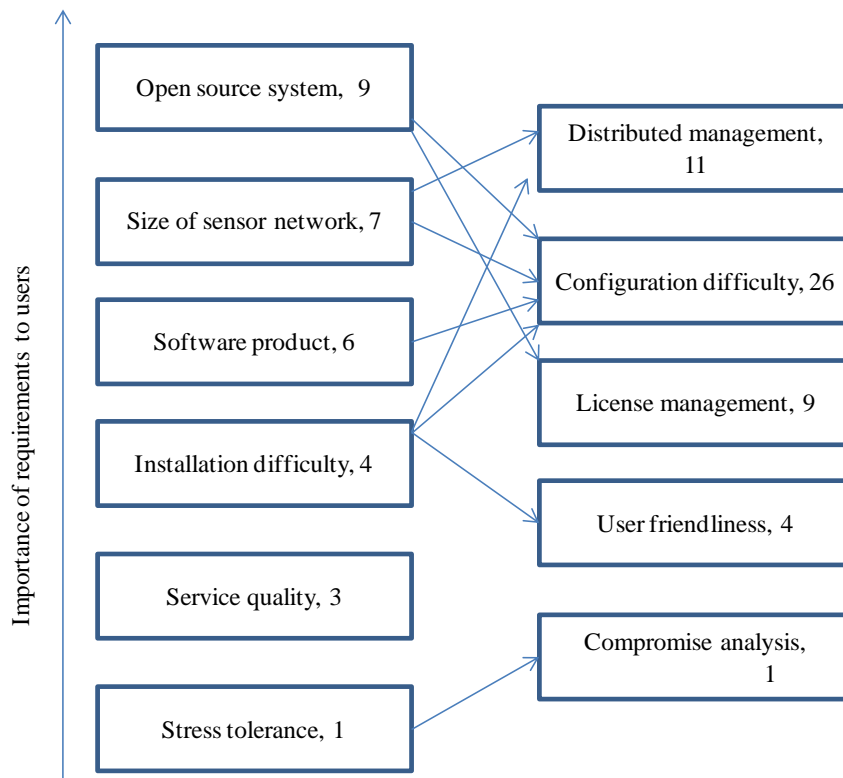 Importance of requirements to users
Open source system, 9
Size of sensor network, 7
Software product, 6
Installation difficulty, 4
Service quality, 3
Stress tolerance, 1
Distributed management,
11
Configuration difficulty, 26
License management, 9
User friendliness, 4
Compromise analysis,
1